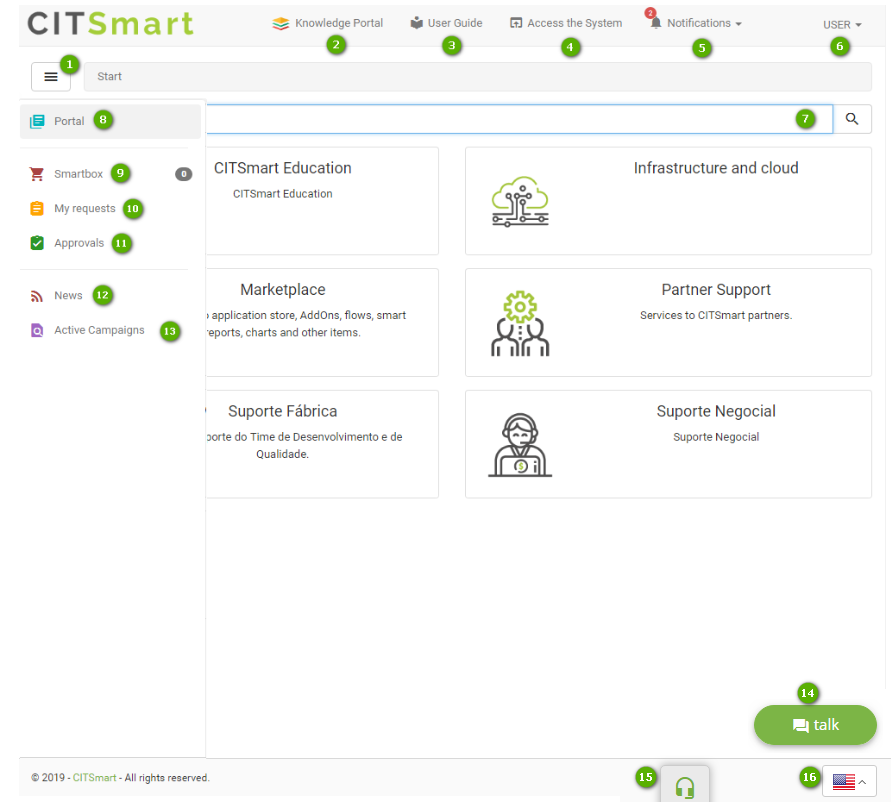 CITSmart
Knowledge Portal
User Guide
Access the System
2
Notifications
USER
1
2
3
4
5
6
Start
Portal
8
7
Smartbox
9
0
My requests
10
Approvals
11
News
12
Active Campaigns
13
CITSmart Education
CITSmart Education
Infrastructure and cloud
Marketplace
application store, AddOns, flows, smart
reports, charts and other items.
Partner Support
Services to CITSmart partners.
Suporte Fábrica
porte do Time de Desenvolvimento e de
Qualidade.
Suporte Negocial
Suporte Negocial
14
talk
© 2019 - CITSmart - All rights reserved.
15
16